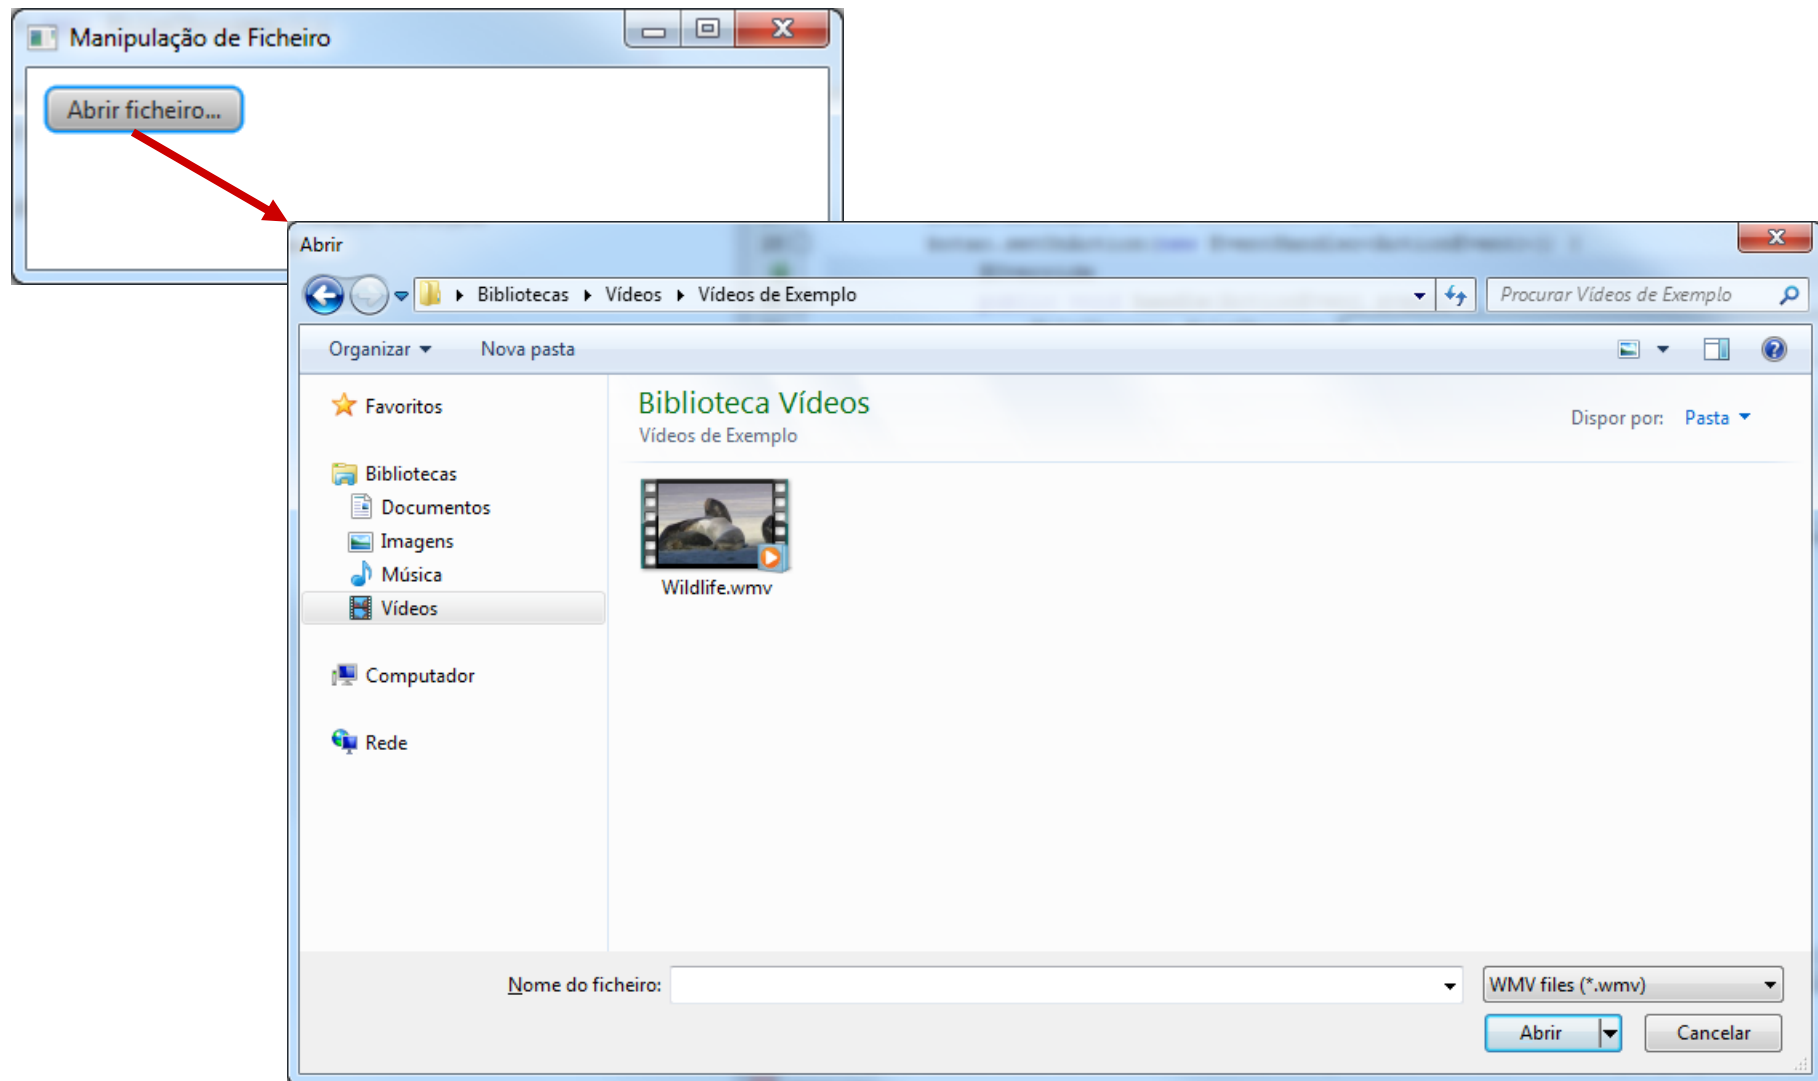 Manipulação de Ficheiro
Abrir ficheiro...
Abrir
Bibliotecas Vídeos Vídeos de Exemplo
Procurar Vídeos de Exemplo
Organizar Nova pasta
Favoritos
Bibliotecas
Documentos
Imagens
Música
Vídeos
Computador
Rede
Biblioteca Vídeos
Vídeos de Exemplo
Dispor por: Pasta
Wildlife.wmv
Nome do ficheiro:
WMV files (*.wmv)
Abrir
Cancelar